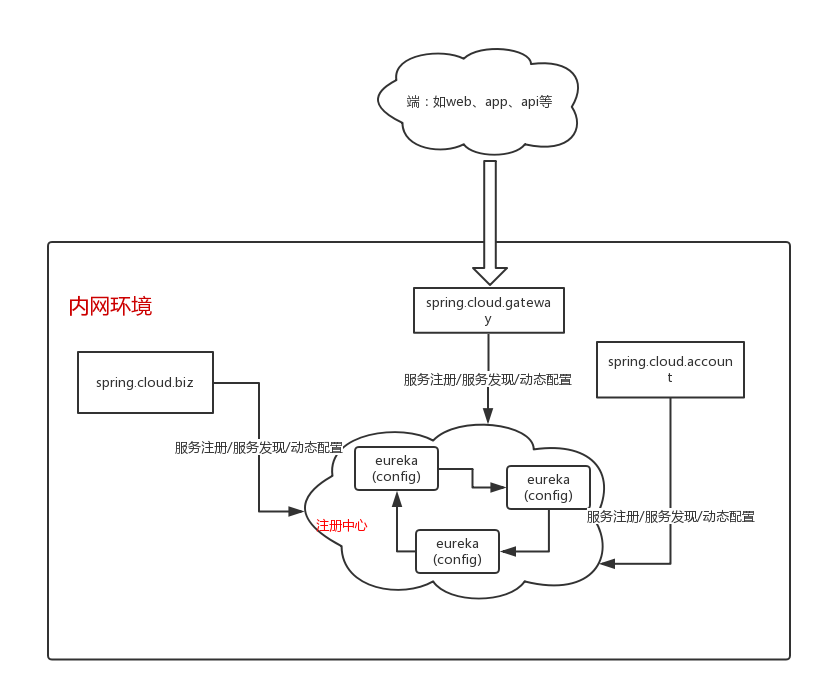 端：如web、app、api等
内网环境
spring.cloud.gatewa
y
spring.cloud.accoun
t
spring.cloud.biz
服务注册/服务发现/动态配置
服务注册/服务发现/动态配置
eureka
(config)
eureka
(config)
服务注册/服务发现/动态配置
注册中心
eureka
(config)